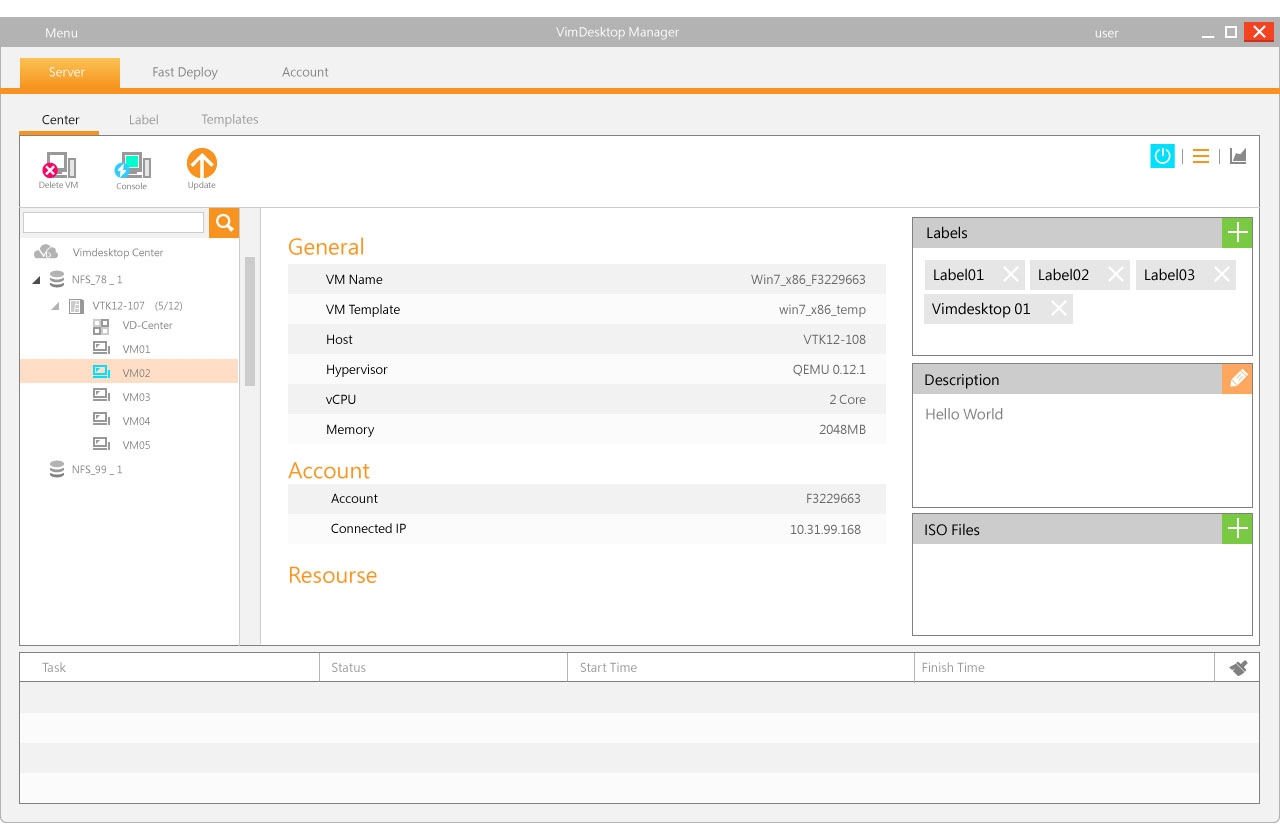 Menu VimDesktop Manager user
Server Fast Deploy Account
Center Label Templates
Delete VM Console Update
Vimdesktop Center
NFS_78 _ 1
VTK12-107 (5/12)
VD-Center
VM01
VM02
VM03
VM04
VM05
NFS_99 _ 1
General
VM Name Win7_x86_F3229663
VM Template win7_x86_temp
Host VTK12-108
Hypervisor QEMU 0.12.1
vCPU 2 Core
Memory 2048MB
Account
Account F3229663
Connected IP 10.31.99.168
Resourse
Labels
Label01 Label02 Label03
Vimdesktop 01
Description
Hello World
ISO Files
Task Status Start Time Finish Time